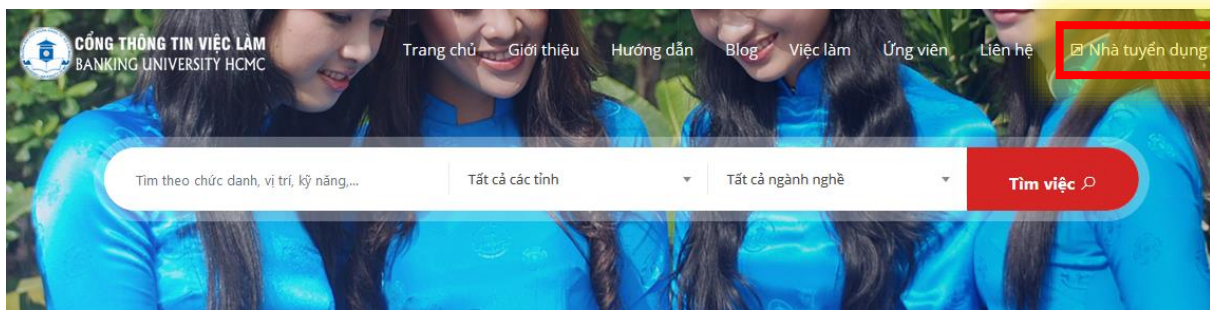 CỔNG THÔNG TIN VIỆC LÀM
BANKING UNIVERSITY HCMC
Trang chủ Giới thiệu Hướng dẫn Blog Việc làm Ứng viên Liên hệ Nhà tuyển dụng
Tìm theo chức danh, vị trí, kỹ năng,... Tất cả các tỉnh Tất cả ngành nghề Tìm việc